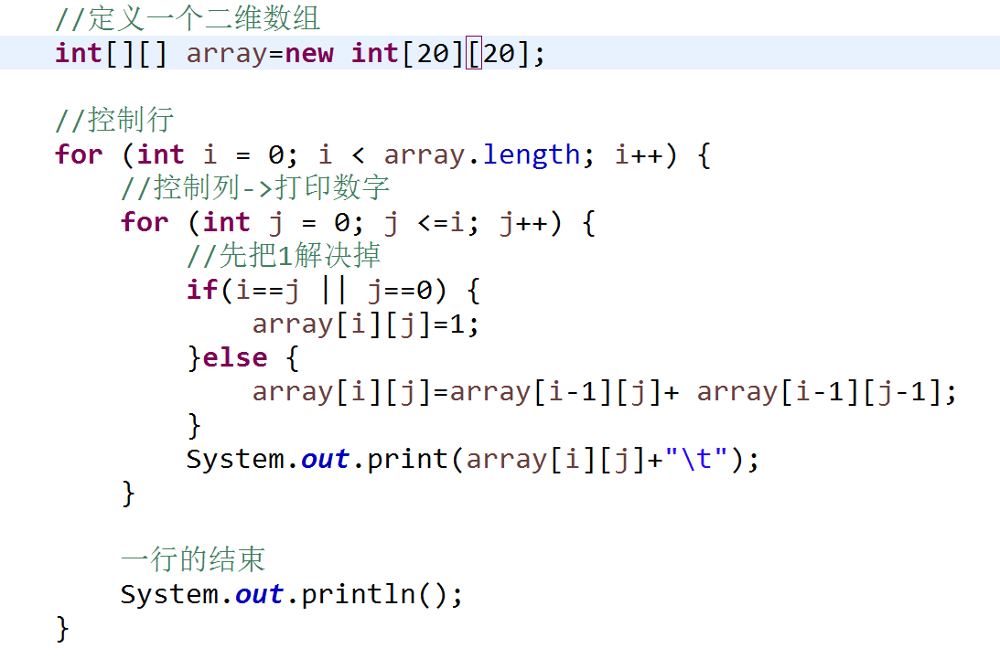 //定义一个二维数组
int[][] array=new int[20][20];
//控制行
for (int i = 0; i < array.length; i++) {
//控制列->打印数字
for (int j = 0; j <=i; j++) {
//先把1解决掉
if(i==j || j==0) {
array[i][j]=1;
}else {
array[i][j]=array[i-1][j]+ array[i-1][j-1];
}
System.out.print(array[i][j]+"\t");
}
一行的结束
System.out.println();
}